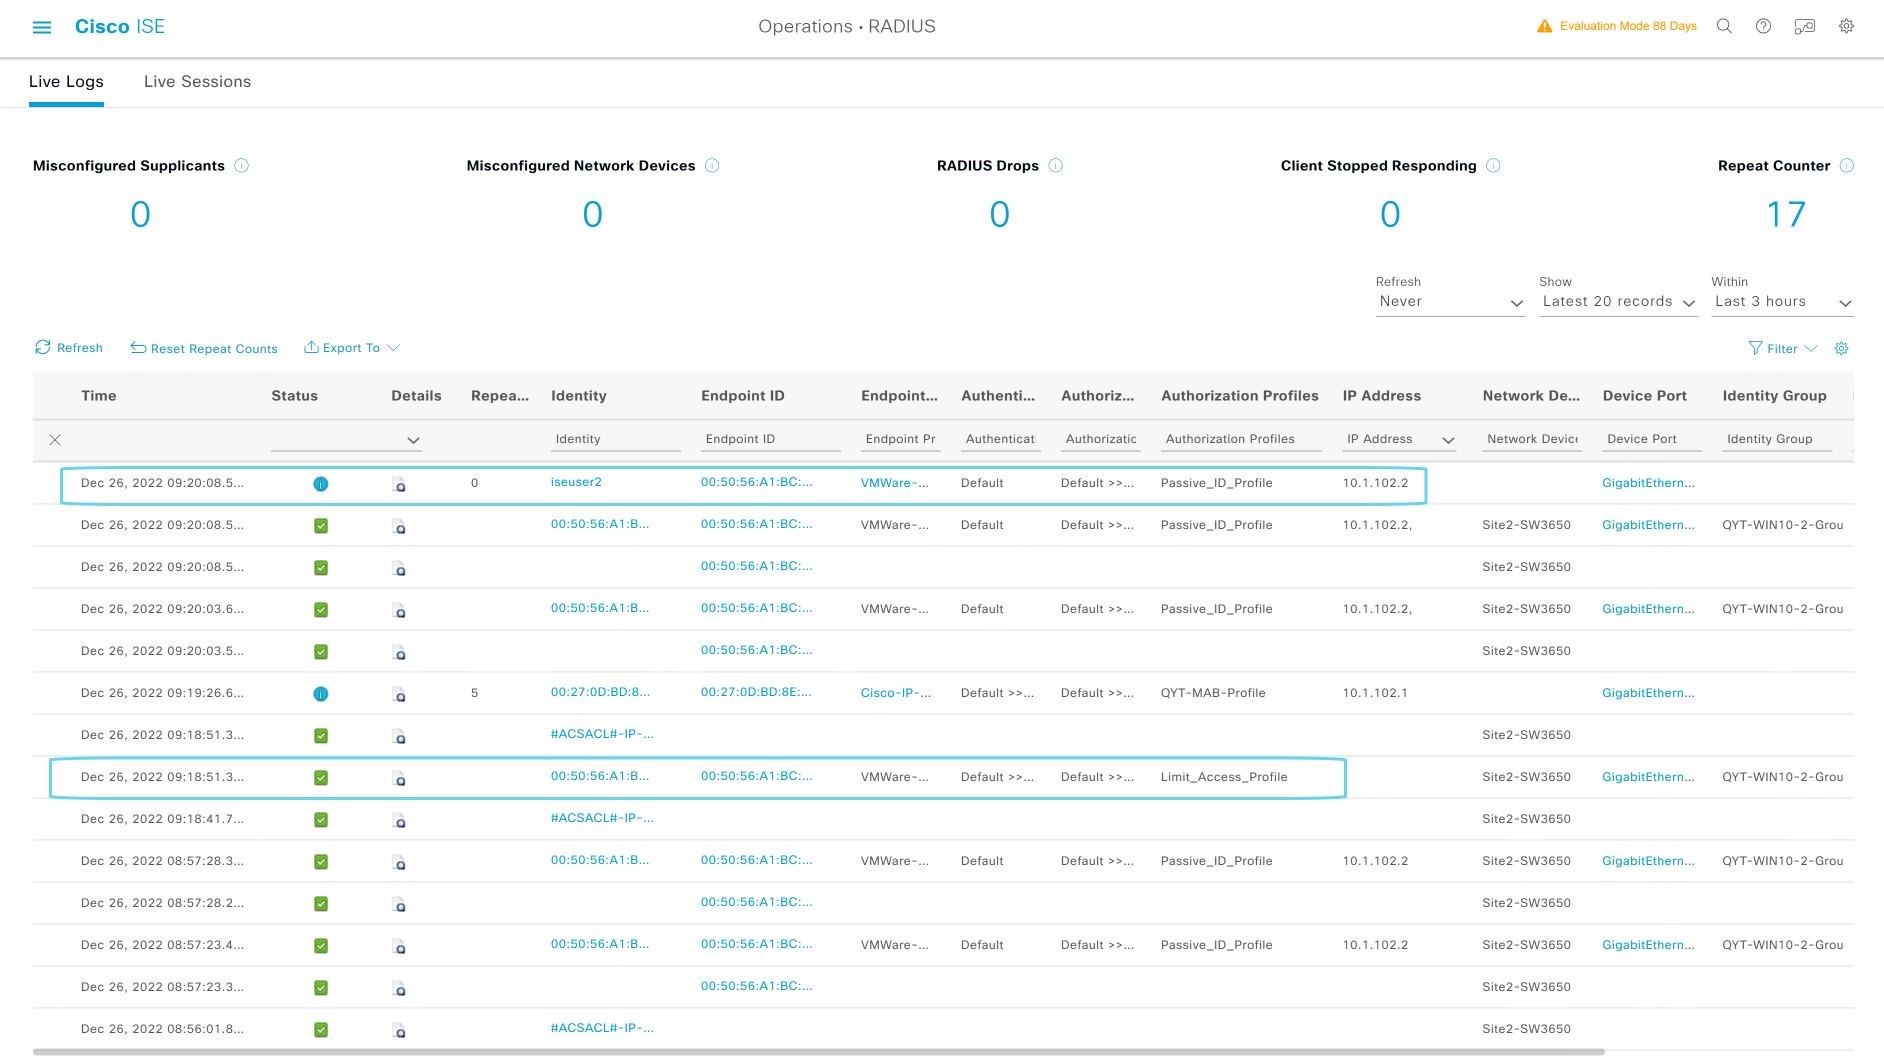 Cisco ISE
Operations · RADIUS
Evaluation Mode 88 Days
Live Logs Live Sessions
Misconfigured Supplicants Misconfigured Network Devices RADIUS Drops Client Stopped Responding Repeat Counter
0 0 0 0 17
Refresh Show Within
Never Latest 20 records Last 3 hours
Refresh Reset Repeat Counts Export To Filter
Time Status Details Repea... Identity Endpoint ID Endpoint... Authenti... Authoriz... Authorization Profiles IP Address Network De... Device Port Identity Group
Identity Endpoint ID Endpoint Pr Authenticat Authorizatic Authorization Profiles IP Address Network Device Device Port Identity Group
Dec 26, 2022 09:20:08.5... 0 iseuser2 00:50:56:A1:BC:... VMWare-... Default Default >>... Passive_ID_Profile 10.1.102.2 GigabitEthern...
Dec 26, 2022 09:20:08.5... 00:50:56:A1:B... 00:50:56:A1:BC:... VMWare-... Default Default >>... Passive_ID_Profile 10.1.102.2, Site2-SW3650 GigabitEthern... QYT-WIN10-2-Grou
Dec 26, 2022 09:20:08.5... 00:50:56:A1:BC:... Site2-SW3650
Dec 26, 2022 09:20:03.6... 00:50:56:A1:B... 00:50:56:A1:BC:... VMWare-... Default Default >>... Passive_ID_Profile 10.1.102.2, Site2-SW3650 GigabitEthern... QYT-WIN10-2-Grou
Dec 26, 2022 09:20:03.5... 00:50:56:A1:BC:... Site2-SW3650
Dec 26, 2022 09:19:26.6... 5 00:27:0D:BD:8... 00:27:0D:BD:8E:... Cisco-IP-... Default >>... Default >>... QYT-MAB-Profile 10.1.102.1 GigabitEthern...
Dec 26, 2022 09:18:51.3... #ACSACL#-IP-... Site2-SW3650
Dec 26, 2022 09:18:51.3... 00:50:56:A1:B... 00:50:56:A1:BC:... VMWare-... Default >>... Default >>... Limit_Access_Profile Site2-SW3650 GigabitEthern... QYT-WIN10-2-Grou
Dec 26, 2022 09:18:41.7... #ACSACL#-IP-... Site2-SW3650
Dec 26, 2022 08:57:28.3... 00:50:56:A1:B... 00:50:56:A1:BC:... VMWare-... Default Default >>... Passive_ID_Profile 10.1.102.2 Site2-SW3650 GigabitEthern... QYT-WIN10-2-Grou
Dec 26, 2022 08:57:28.2... 00:50:56:A1:BC:... Site2-SW3650
Dec 26, 2022 08:57:23.4... 00:50:56:A1:B... 00:50:56:A1:BC:... VMWare-... Default Default >>... Passive_ID_Profile 10.1.102.2 Site2-SW3650 GigabitEthern... QYT-WIN10-2-Grou
Dec 26, 2022 08:57:23.3... 00:50:56:A1:BC:... Site2-SW3650
Dec 26, 2022 08:56:01.8... #ACSACL#-IP-... Site2-SW3650